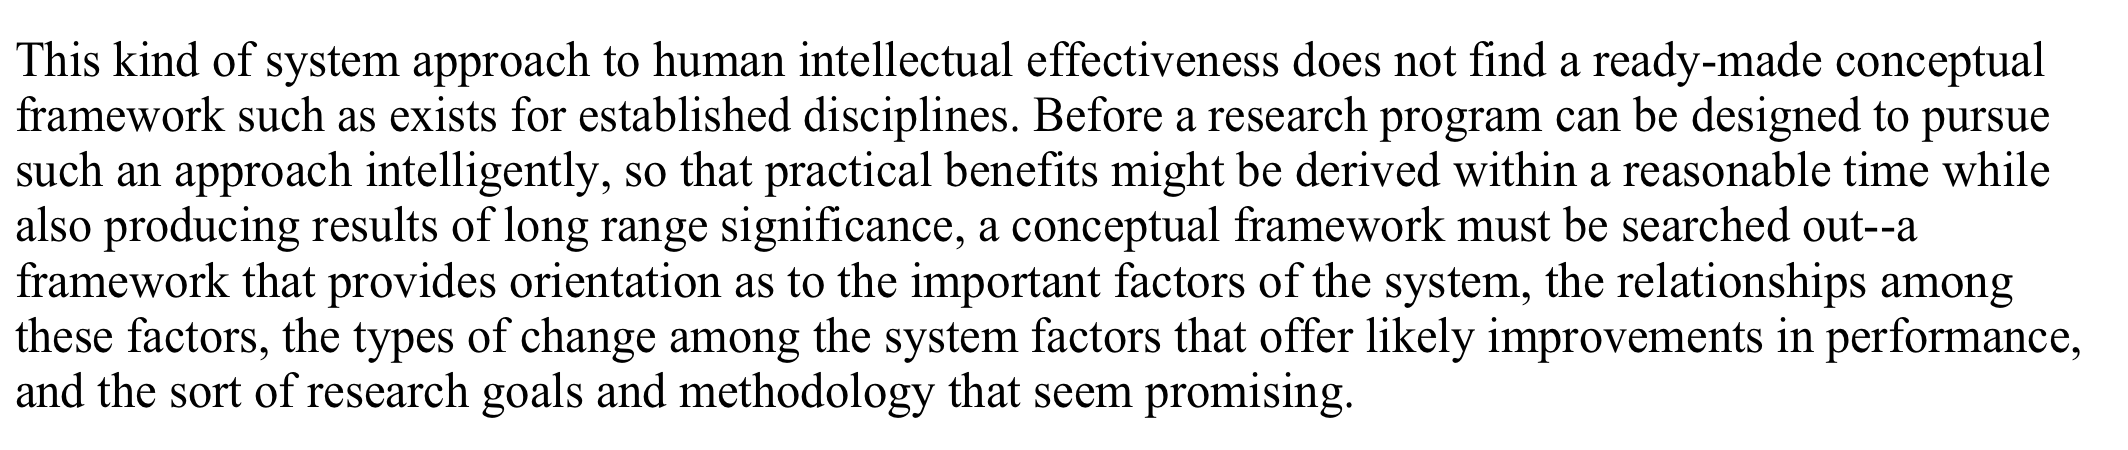 This kind of system approach to human intellectual effectiveness does not find a ready-made conceptual
framework such as exists for established disciplines. Before a research program can be designed to pursue
such an approach intelligently, so that practical benefits might be derived within a reasonable time while
also producing results of long range significance, a conceptual framework must be searched out--a
framework that provides orientation as to the important factors of the system, the relationships among
these factors, the types of change among the system factors that offer likely improvements in performance,
and the sort of research goals and methodology that seem promising.